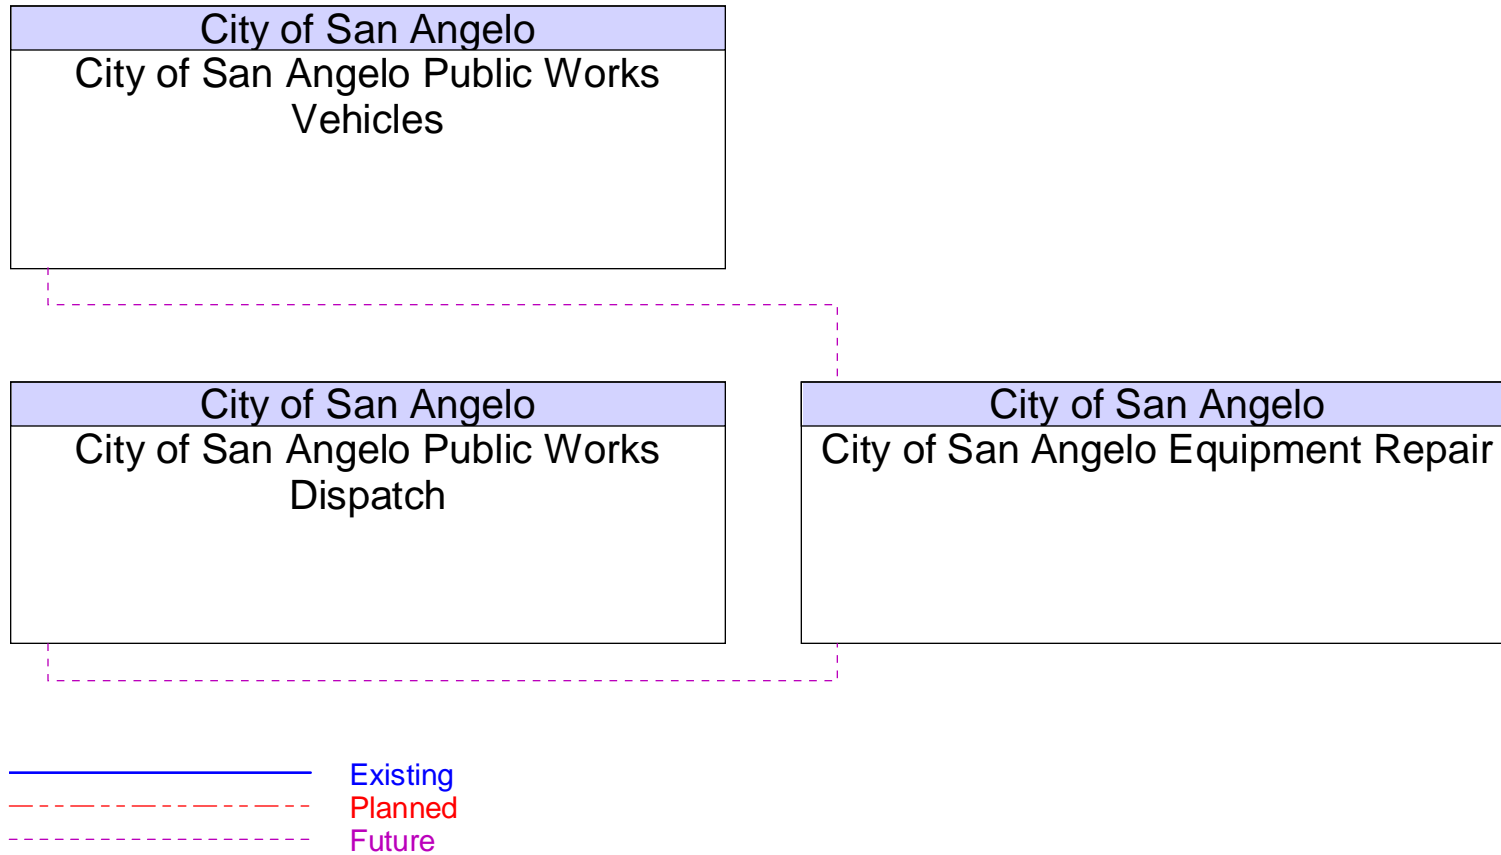 City of San Angelo
City of San Angelo Public Works
Vehicles
City of San Angelo
City of San Angelo Public Works
Dispatch
City of San Angelo
City of San Angelo Equipment Repair
Existing
Planned
Future